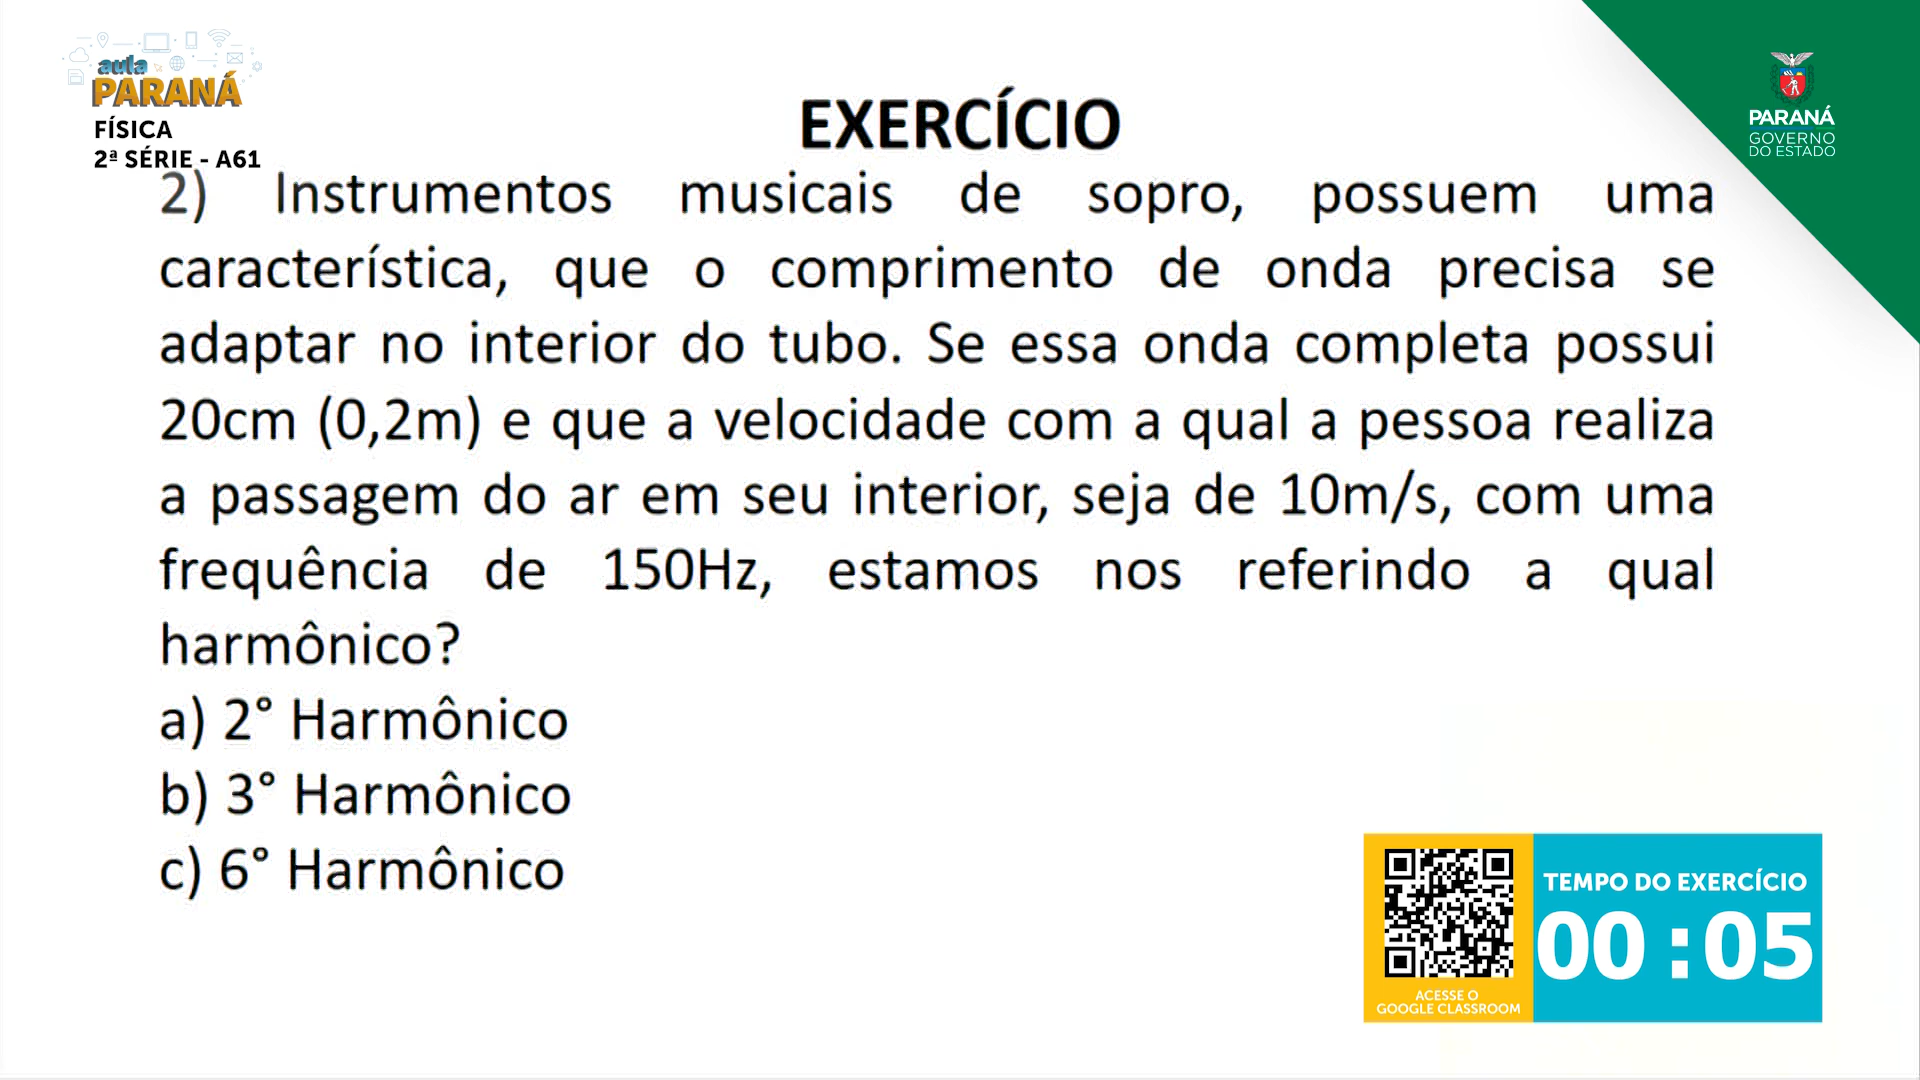 aula
PARANÁ
FÍSICA
2ª SÉRIE - A61
PARANÁ
GOVERNO
DO ESTADO
EXERCÍCIO
2) Instrumentos musicais de sopro, possuem uma
característica, que o comprimento de onda precisa se
adaptar no interior do tubo. Se essa onda completa possui
20cm (0,2m) e que a velocidade com a qual a pessoa realiza
a passagem do ar em seu interior, seja de 10m/s, com uma
frequência de 150Hz, estamos nos referindo a qual
harmônico?
a) 2° Harmônico
b) 3° Harmônico
c) 6° Harmônico
TEMPO DO EXERCÍCIO
00:05
ACESSE O
GOOGLE CLASSROOM